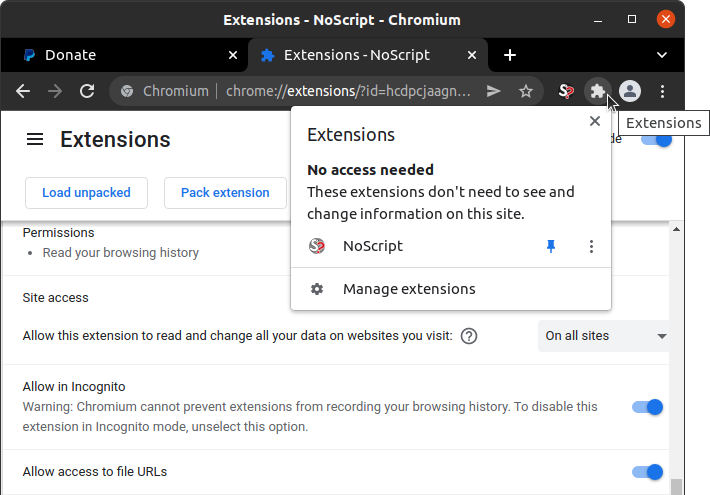 Extensions - NoScript - Chromium
Donate
Extensions - NoScript
Chromium
chrome://extensions/?id=hcdpcjaagn...
Extensions
Extensions
Load unpacked
Pack extension
de
Extensions
No access needed
These extensions don't need to see and
change information on this site.
NoScript
Manage extensions
Permissions
• Read your browsing history
Site access
Allow this extension to read and change all your data on websites you visit:
On all sites
Allow in Incognito
Warning: Chromium cannot prevent extensions from recording your browsing history. To disable this
extension in Incognito mode, unselect this option.
Allow access to file URLs